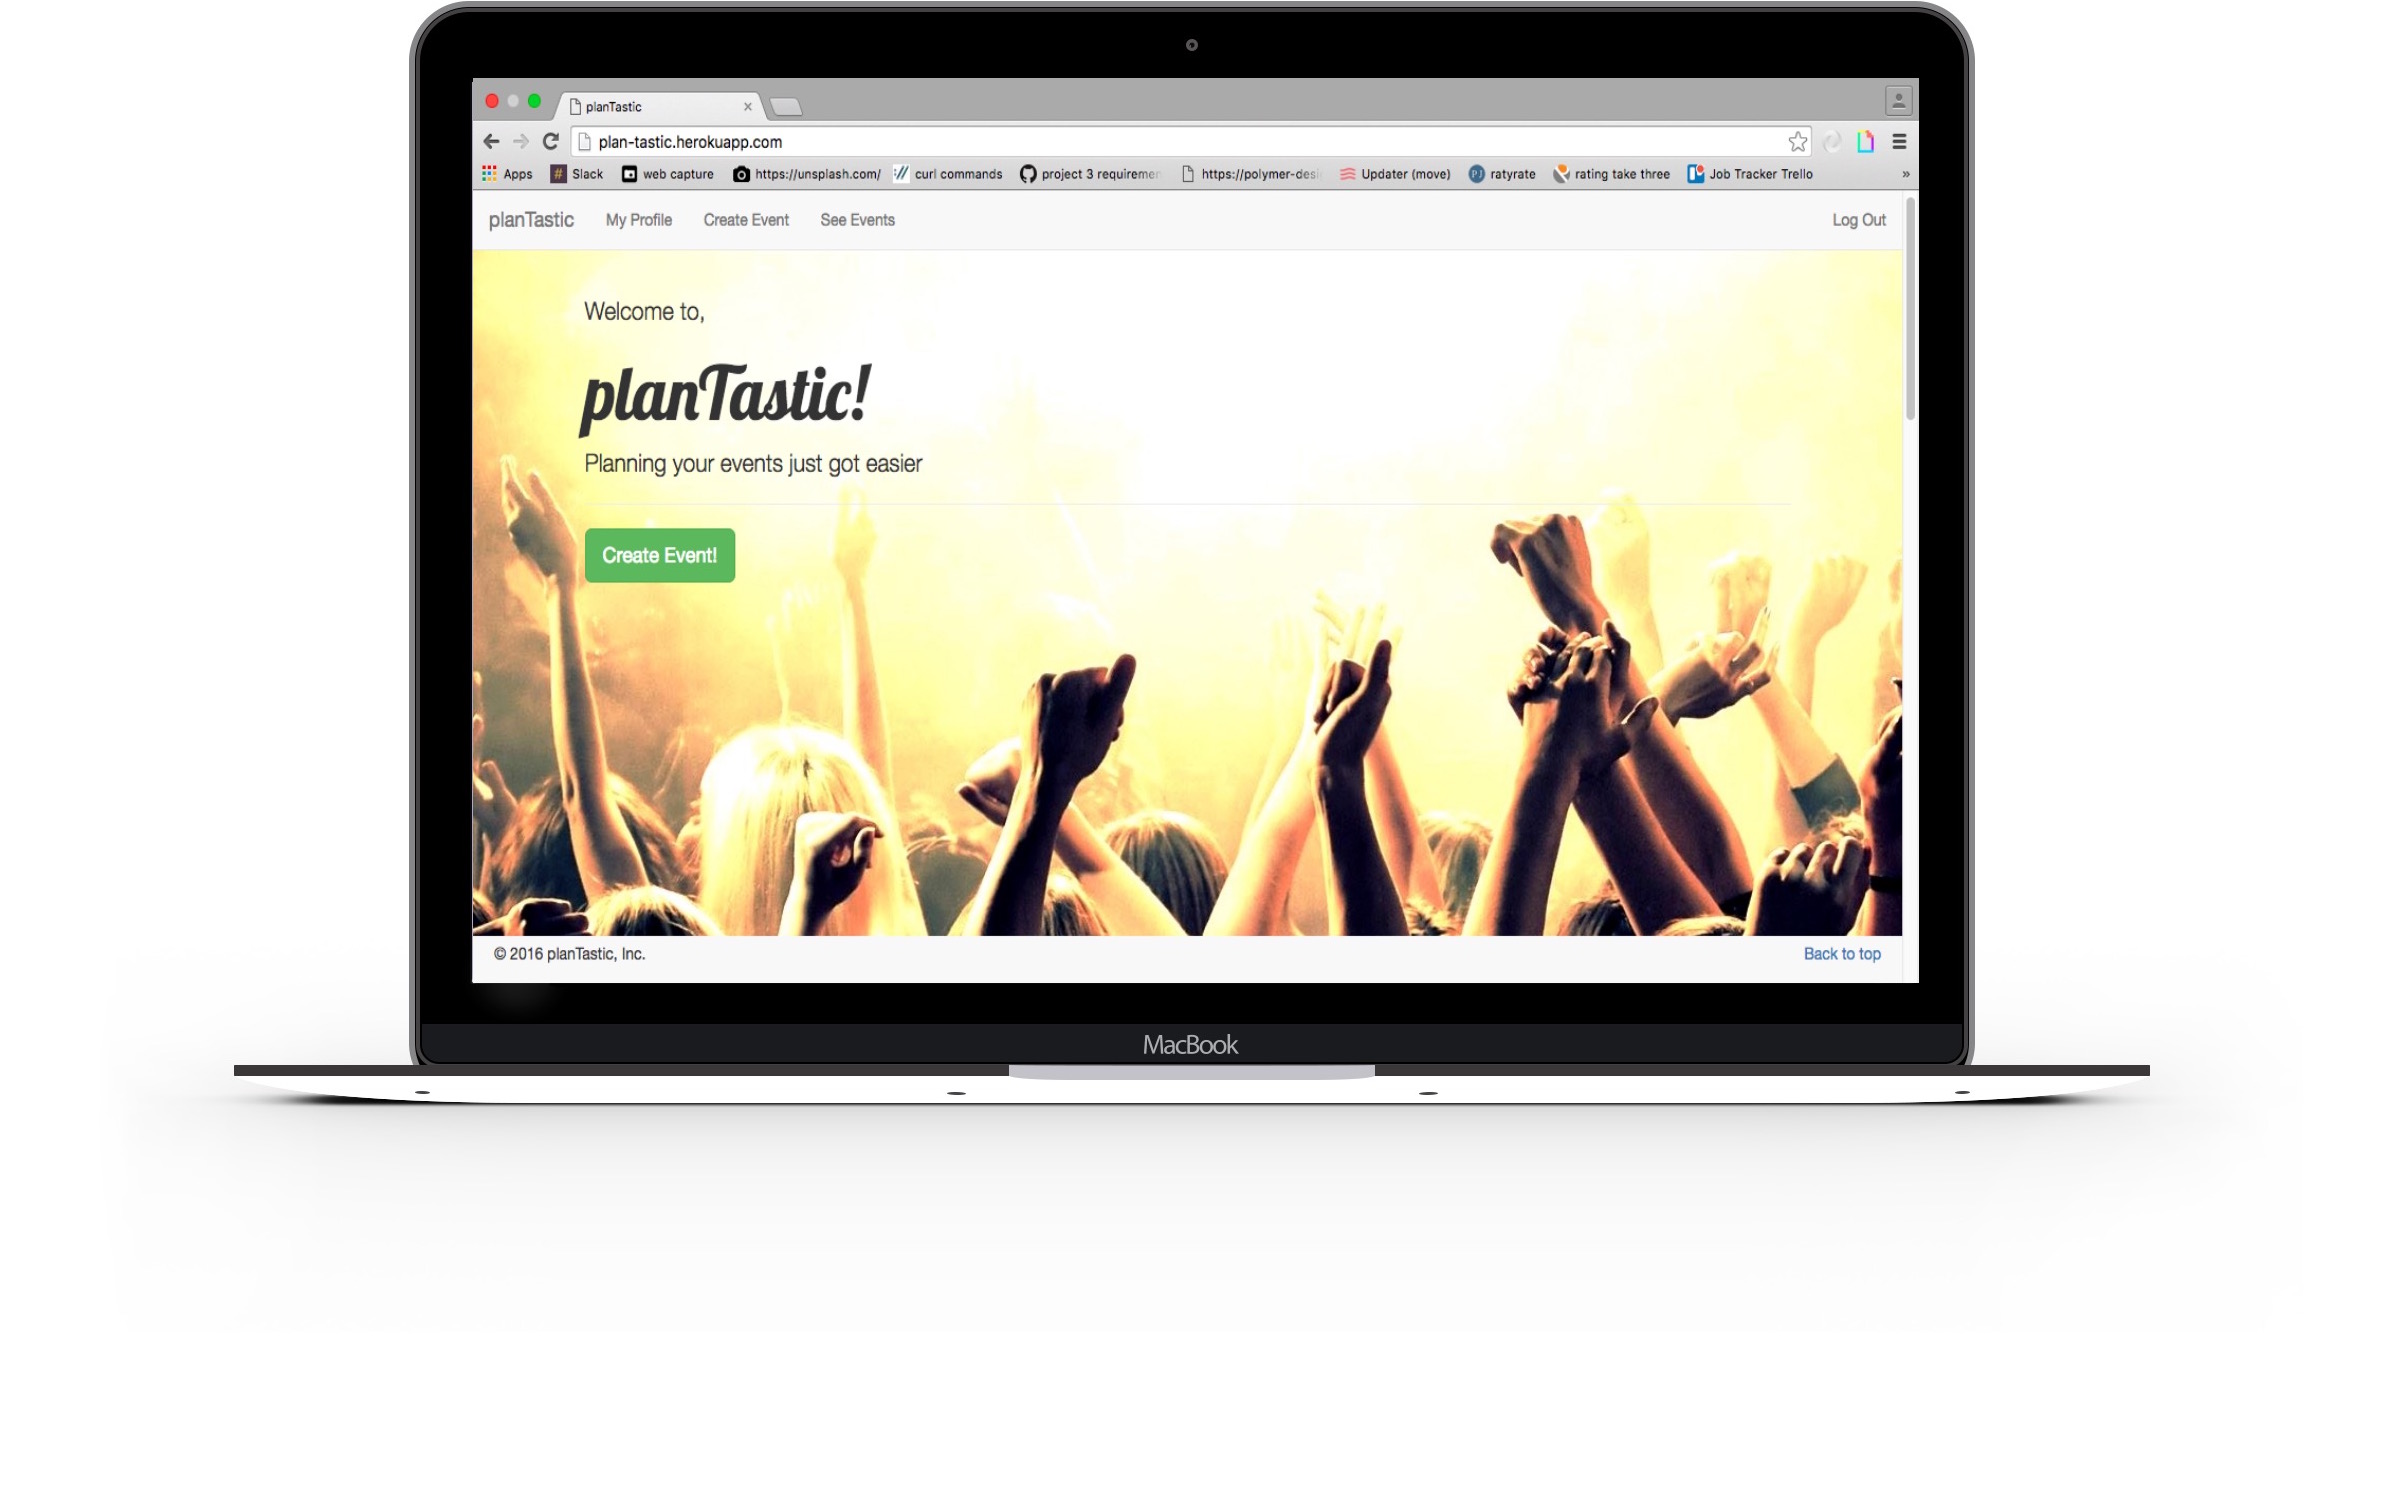 planTastic
plan-tastic.herokuapp.com
Apps Slack web capture https://unsplash.com/ curl commands project 3 requiremen https://polymer-desi Updater (move) ratyrate rating take three Job Tracker Trello »
planTastic My Profile Create Event See Events Log Out
Welcome to,
planTastic!
Planning your events just got easier
Create Event!
© 2016 planTastic, Inc. Back to top
MacBook